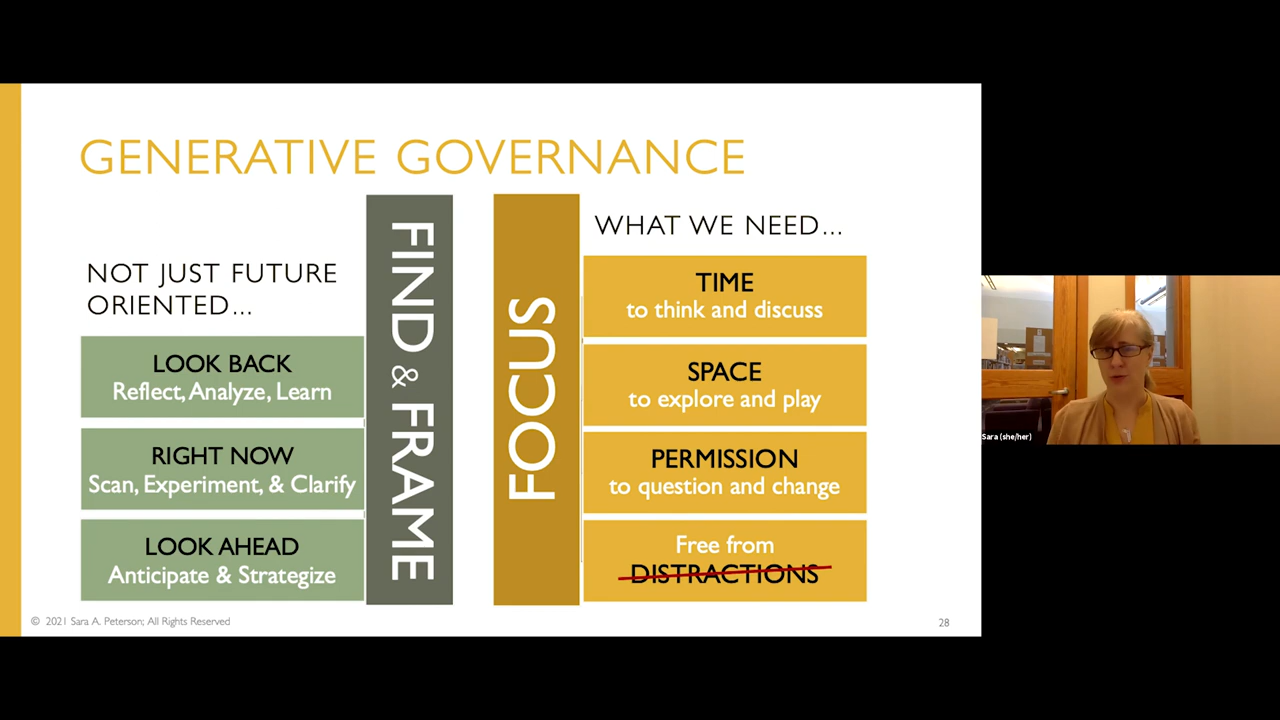 GENERATIVE GOVERNANCE
NOT JUST FUTURE
ORIENTED...
LOOK BACK
Reflect, Analyze, Learn
RIGHT NOW
Scan, Experiment, & Clarify
LOOK AHEAD
Anticipate & Strategize
FIND & FRAME
FOCUS
WHAT WE NEED...
TIME
to think and discuss
SPACE
to explore and play
PERMISSION
to question and change
Free from
DISTRACTIONS
© 2021 Sara A. Peterson; All Rights Reserved
28
Sara (she/her)